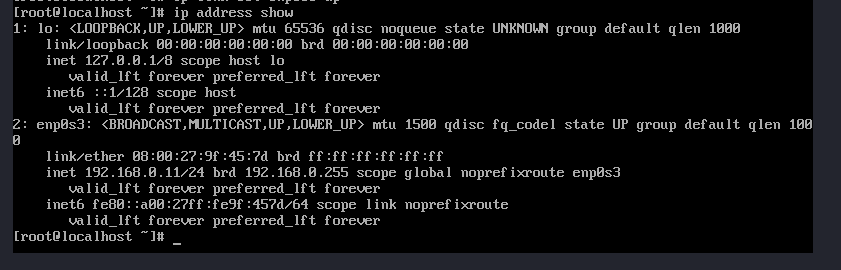 [root@localhost ~]# ip address show
1: lo: <LOOPBACK,UP,LOWER_UP> mtu 65536 qdisc noqueue state UNKNOWN group default qlen 1000
    link/loopback 00:00:00:00:00:00 brd 00:00:00:00:00:00
    inet 127.0.0.1/8 scope host lo
       valid_lft forever preferred_lft forever
    inet6 ::1/128 scope host
       valid_lft forever preferred_lft forever
2: enp0s3: <BROADCAST,MULTICAST,UP,LOWER_UP> mtu 1500 qdisc fq_codel state UP group default qlen 100
0
    link/ether 08:00:27:9f:45:7d brd ff:ff:ff:ff:ff:ff
    inet 192.168.0.11/24 brd 192.168.0.255 scope global noprefixroute enp0s3
       valid_lft forever preferred_lft forever
    inet6 fe80::a00:27ff:fe9f:457d/64 scope link noprefixroute
       valid_lft forever preferred_lft forever
[root@localhost ~]# _